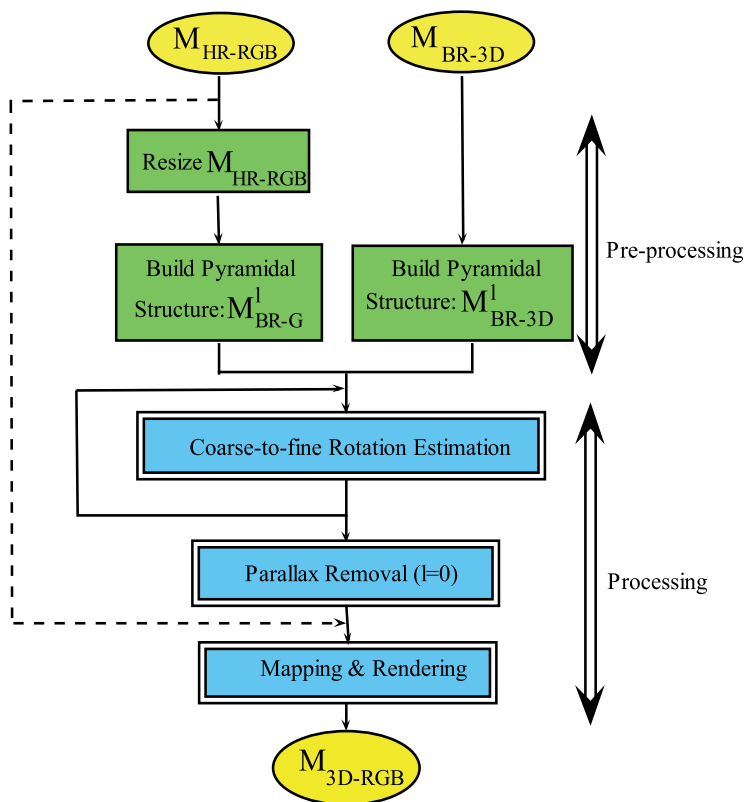 M HR-RGB
M BR-3D
Resize M HR-RGB
Build Pyramidal
Structure: M l BR-G
Build Pyramidal
Structure: M l BR-3D
Pre-processing
Coarse-to-fine Rotation Estimation
Parallax Removal (l=0)
Processing
Mapping & Rendering
M 3D-RGB